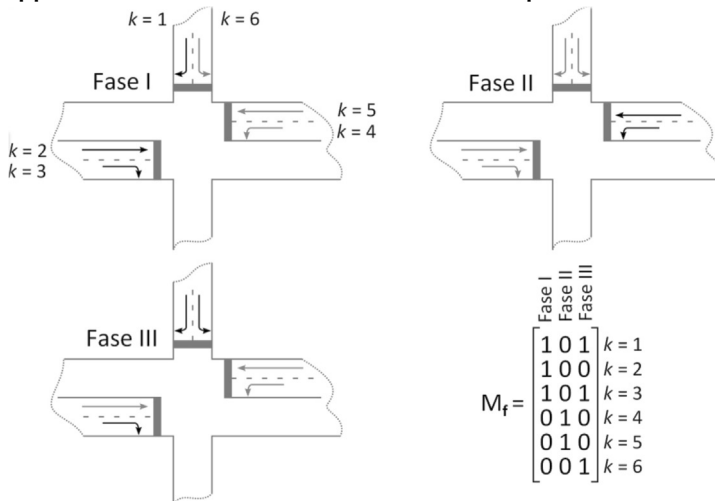 k = 1
k = 6
Fase I
k = 5
k = 4
k = 2
k = 3
Fase II
Fase III
Fase I
Fase II
Fase III
M_f =
1 0 1 k = 1
1 0 0 k = 2
1 0 1 k = 3
0 1 0 k = 4
0 1 0 k = 5
0 0 1 k = 6